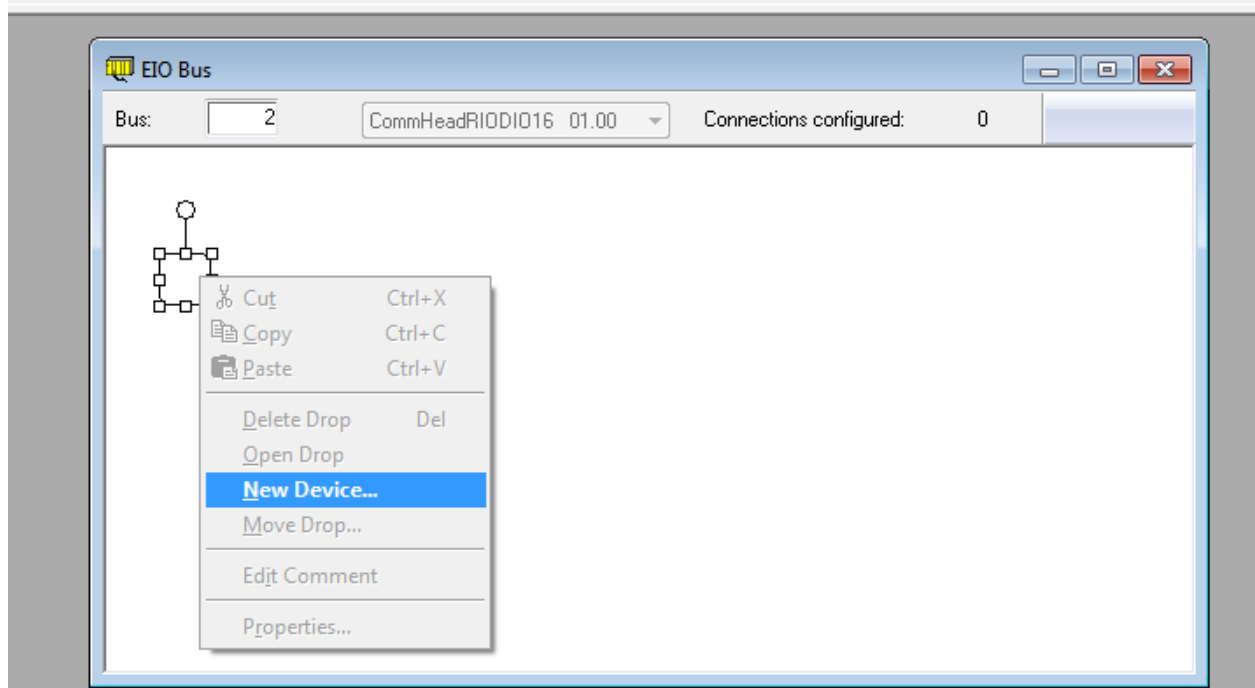 EIO Bus
Bus: 2 CommHeadRIODIO16 01.00 Connections configured: 0
Cut Ctrl+X
Copy Ctrl+C
Paste Ctrl+V
Delete Drop Del
Open Drop
New Device...
Move Drop...
Edit Comment
Properties...